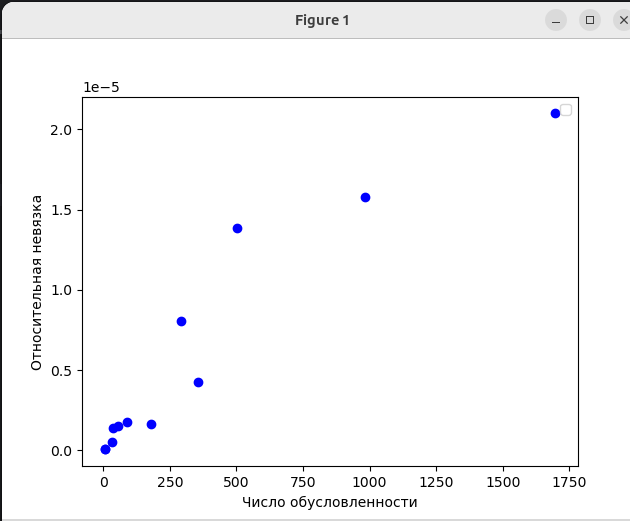 Figure 1
1e−5
2.0
1.5
1.0
0.5
0.0
Относительная невязка
0 250 500 750 1000 1250 1500 1750
Число обусловленности